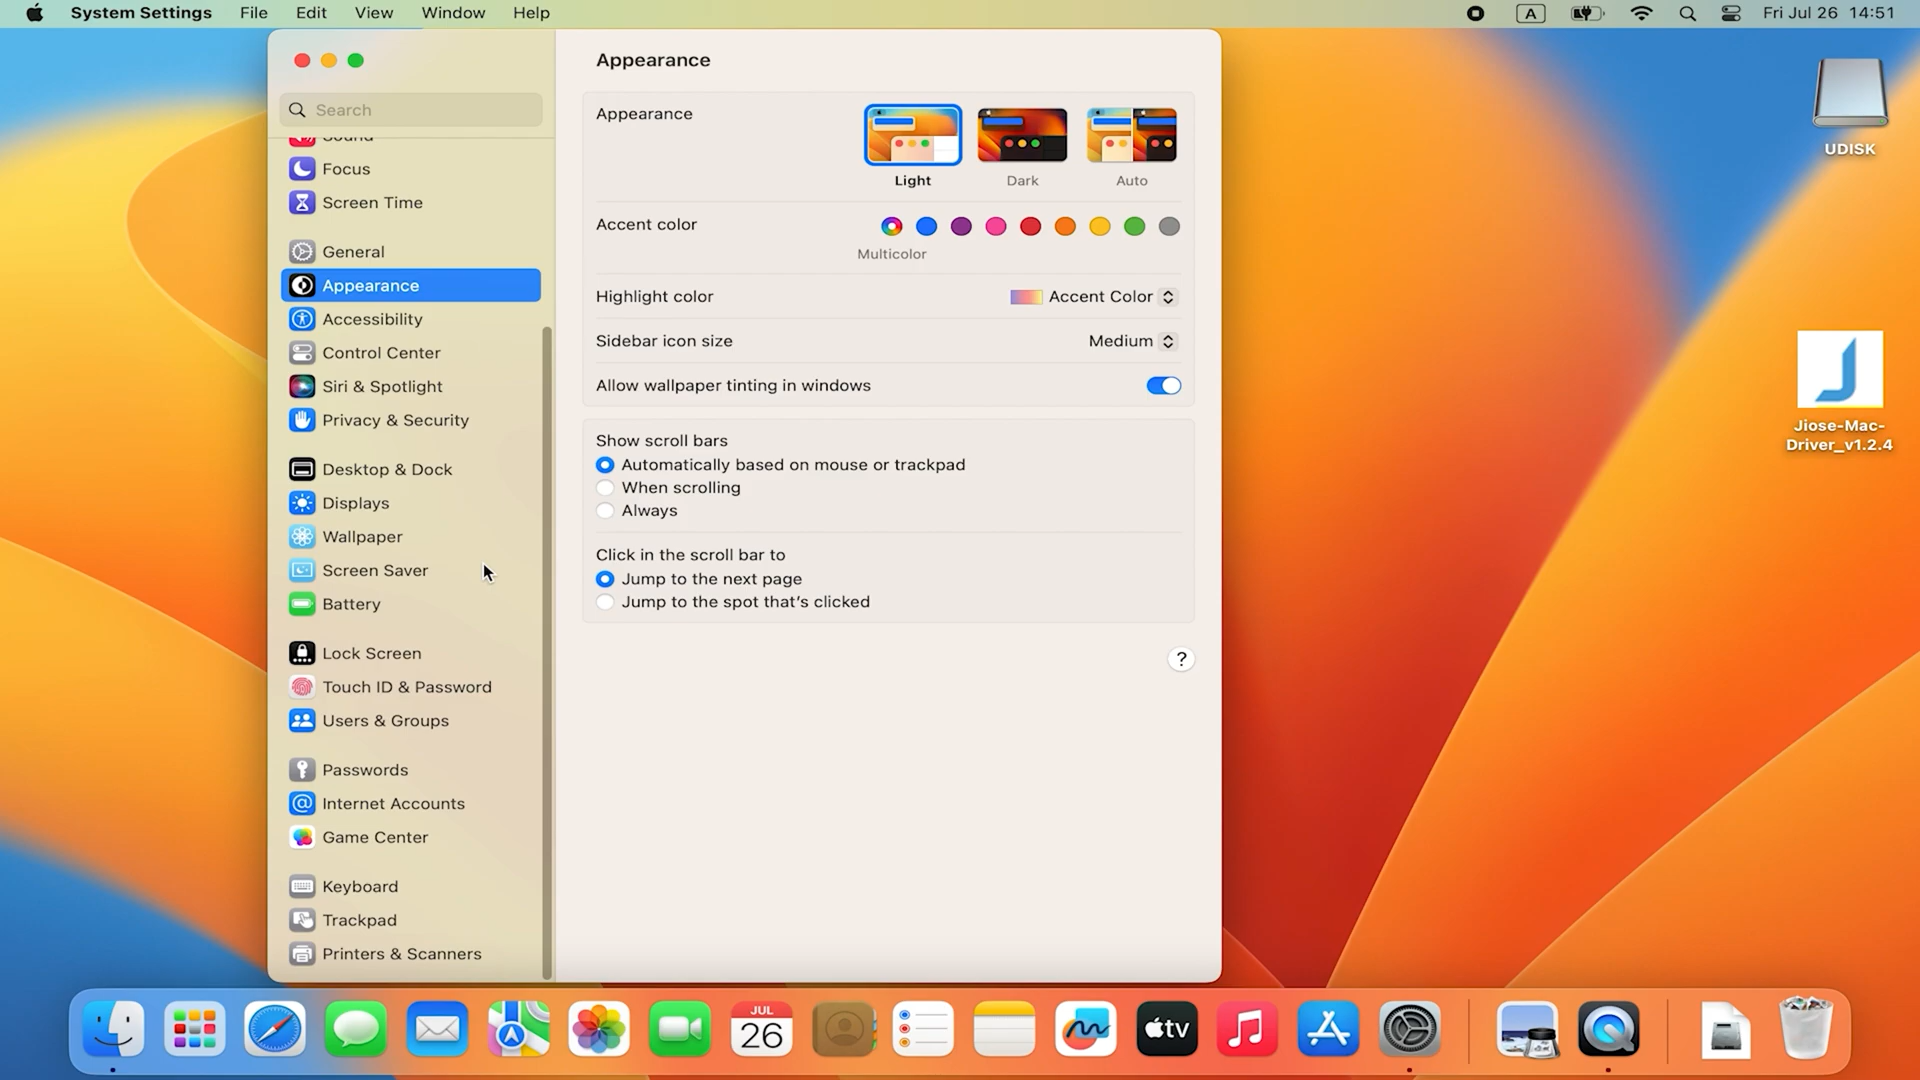 System Settings File Edit View Window Help A Fri Jul 26 14:51
Search
Sound
Focus
Screen Time
General
Appearance
Accessibility
Control Center
Siri & Spotlight
Privacy & Security
Desktop & Dock
Displays
Wallpaper
Screen Saver
Battery
Lock Screen
Touch ID & Password
Users & Groups
Passwords
Internet Accounts
Game Center
Keyboard
Trackpad
Printers & Scanners
Appearance
Appearance
Light Dark Auto
Accent color
Multicolor
Highlight color Accent Color
Sidebar icon size Medium
Allow wallpaper tinting in windows
Show scroll bars
Automatically based on mouse or trackpad
When scrolling
Always
Click in the scroll bar to
Jump to the next page
Jump to the spot that's clicked
?
UDISK
Jiose-Mac-
Driver_v1.2.4
JUL
26
tv